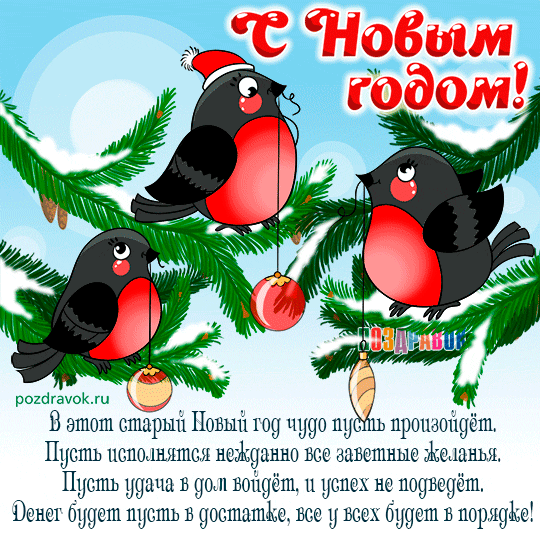 С Новым
годом!
ПОЗДРАВОК
pozdravok.ru
В этот старый Новый год чудо пусть произойдёт.
Пусть исполнятся нежданно все заветные желанья.
Пусть удача в дом войдёт, и успех не подведёт.
Денег будет пусть в достатке, все у всех будет в порядке!